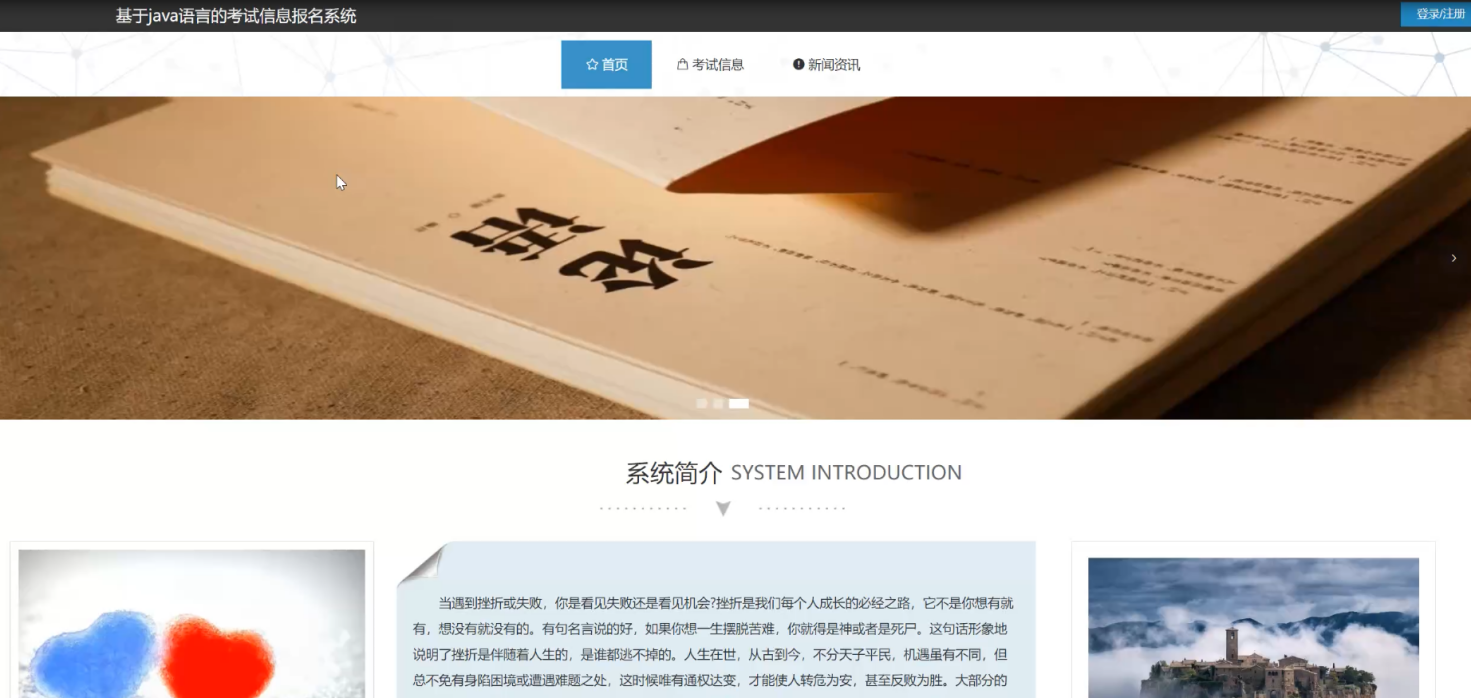 基于java语言的考试信息报名系统
登录/注册
首页 考试信息 新闻资讯
论语
系统简介 SYSTEM INTRODUCTION
当遇到挫折或失败，你是看见失败还是看见机会?挫折是我们每个人成长的必经之路，它不是你想有就
有，想没有就没有的。有句名言说的好，如果你想一生摆脱苦难，你就得是神或者是死尸。这句话形象地
说明了挫折是伴随着人生的，是谁都逃不掉的。人生在世，从古到今，不分天子平民，机遇虽有不同，但
总不免有身陷困境或遭遇难题之处，这时候唯有通权达变，才能使人转危为安，甚至反败为胜。大部分的